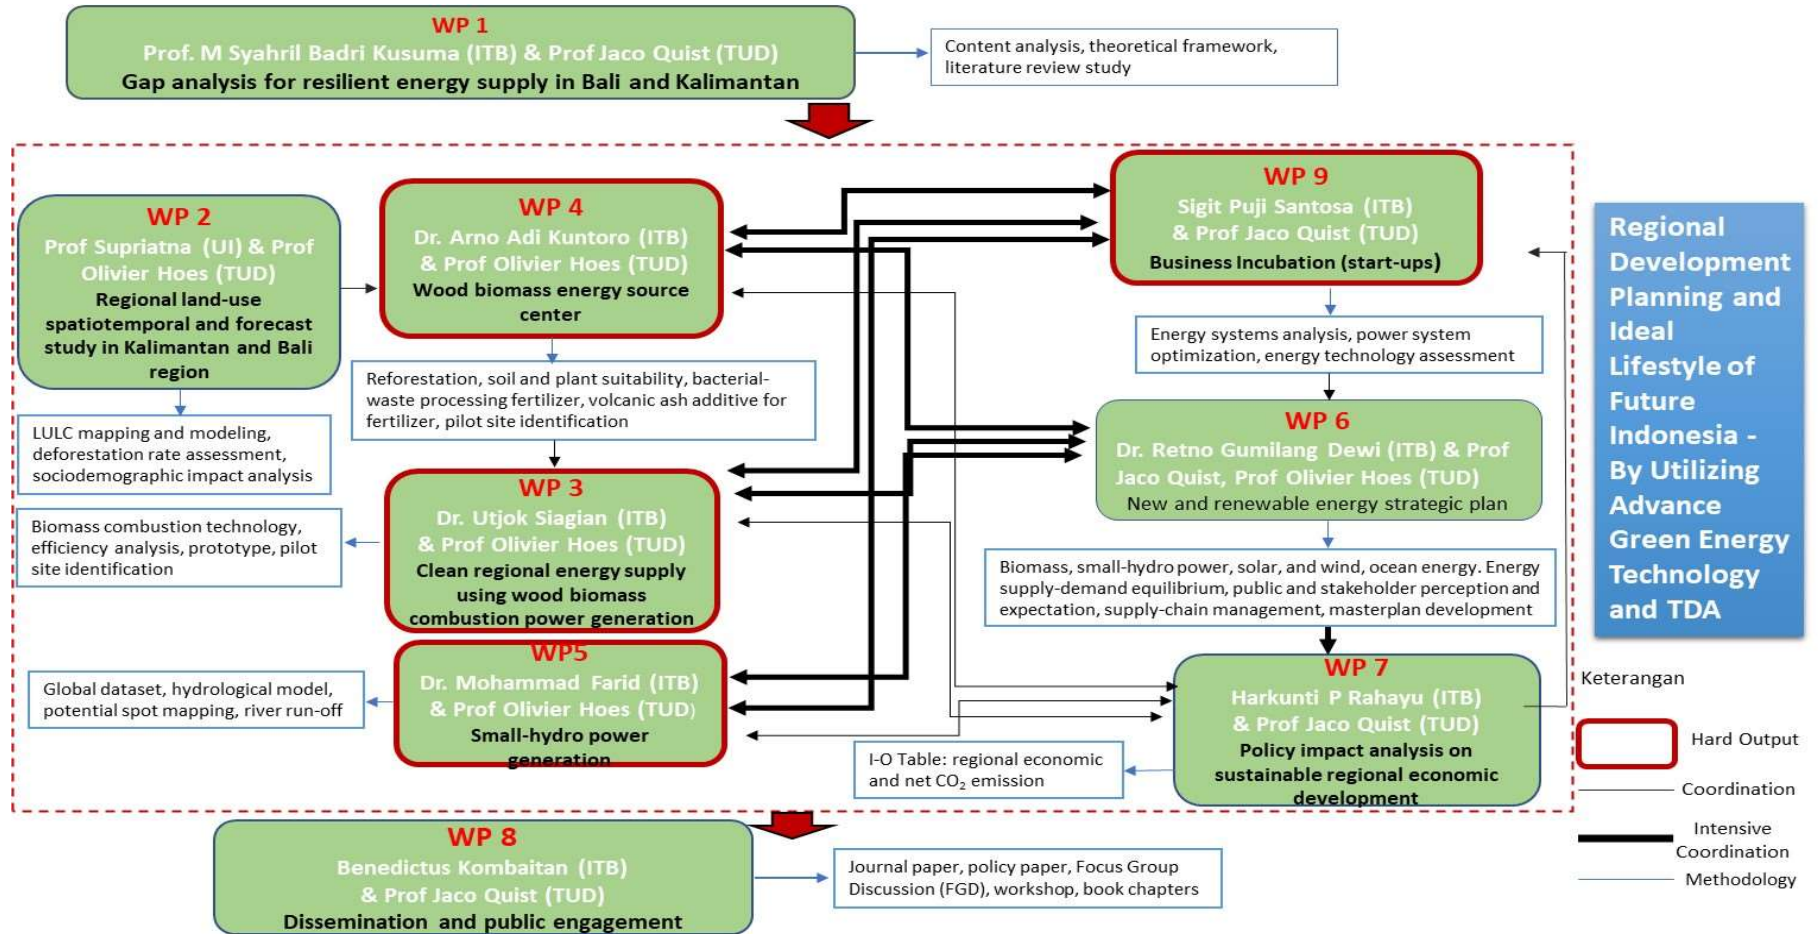 WP 1
Prof. M Syahril Badri Kusuma (ITB) & Prof Jaco Quist (TUD)
Gap analysis for resilient energy supply in Bali and Kalimantan
Content analysis, theoretical framework,
literature review study
WP 2
Prof Supriatna (UI) & Prof
Olivier Hoes (TUD)
Regional land-use
spatiotemporal and forecast
study in Kalimantan and Bali
region
LULC mapping and modeling,
deforestation rate assessment,
sociodemographic impact analysis
WP 4
Dr. Arno Adi Kuntoro (ITB)
& Prof Olivier Hoes (TUD)
Wood biomass energy source
center
Reforestation, soil and plant suitability, bacterial-
waste processing fertilizer, volcanic ash additive for
fertilizer, pilot site identification
WP 3
Dr. Utjok Siagian (ITB)
& Prof Olivier Hoes (TUD)
Clean regional energy supply
using wood biomass
combustion power generation
Biomass combustion technology,
efficiency analysis, prototype, pilot
site identification
WP5
Dr. Mohammad Farid (ITB)
& Prof Olivier Hoes (TUD)
Small-hydro power
generation
Global dataset, hydrological model,
potential spot mapping, river run-off
WP 9
Sigit Puji Santosa (ITB)
& Prof Jaco Quist (TUD)
Business Incubation (start-ups)
Energy systems analysis, power system
optimization, energy technology assessment
WP 6
Dr. Retno Gumilang Dewi (ITB) & Prof
Jaco Quist, Prof Olivier Hoes (TUD)
New and renewable energy strategic plan
Biomass, small-hydro power, solar, and wind, ocean energy. Energy
supply-demand equilibrium, public and stakeholder perception and
expectation, supply-chain management, masterplan development
WP 7
Harkunti P Rahayu (ITB)
& Prof Jaco Quist (TUD)
Policy impact analysis on
sustainable regional economic
development
I-O Table: regional economic
and net CO₂ emission
WP 8
Benedictus Kombaitan (ITB)
& Prof Jaco Quist (TUD)
Dissemination and public engagement
Journal paper, policy paper, Focus Group
Discussion (FGD), workshop, book chapters
Regional
Development
Planning and
Ideal
Lifestyle of
Future
Indonesia -
By Utilizing
Advance
Green Energy
Technology
and TDA
Keterangan
Hard Output
Coordination
Intensive
Coordination
Methodology